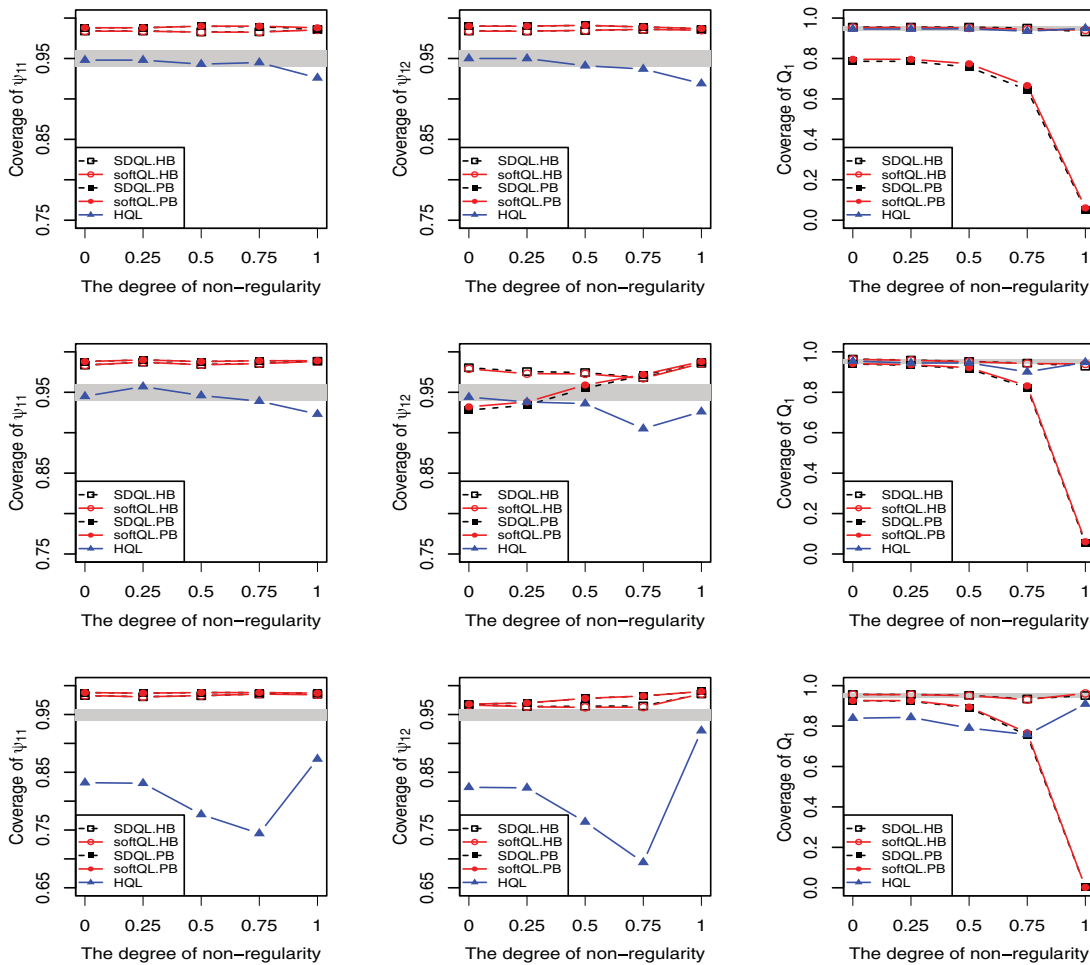 Coverage of ψ11
0.75 0.85 0.95
SDQL.HB
softQL.HB
SDQL.PB
softQL.PB
HQL
0 0.25 0.5 0.75 1
The degree of non−regularity
Coverage of ψ12
0.75 0.85 0.95
SDQL.HB
softQL.HB
SDQL.PB
softQL.PB
HQL
0 0.25 0.5 0.75 1
The degree of non−regularity
Coverage of Q1
0.0 0.2 0.4 0.6 0.8 1.0
SDQL.HB
softQL.HB
SDQL.PB
softQL.PB
HQL
0 0.25 0.5 0.75 1
The degree of non−regularity
Coverage of ψ11
0.75 0.85 0.95
SDQL.HB
softQL.HB
SDQL.PB
softQL.PB
HQL
0 0.25 0.5 0.75 1
The degree of non−regularity
Coverage of ψ12
0.75 0.85 0.95
SDQL.HB
softQL.HB
SDQL.PB
softQL.PB
HQL
0 0.25 0.5 0.75 1
The degree of non−regularity
Coverage of Q1
0.0 0.2 0.4 0.6 0.8 1.0
SDQL.HB
softQL.HB
SDQL.PB
softQL.PB
HQL
0 0.25 0.5 0.75 1
The degree of non−regularity
Coverage of ψ11
0.65 0.75 0.85 0.95
SDQL.HB
softQL.HB
SDQL.PB
softQL.PB
HQL
0 0.25 0.5 0.75 1
The degree of non−regularity
Coverage of ψ12
0.65 0.75 0.85 0.95
SDQL.HB
softQL.HB
SDQL.PB
softQL.PB
HQL
0 0.25 0.5 0.75 1
The degree of non−regularity
Coverage of Q1
0.0 0.2 0.4 0.6 0.8 1.0
SDQL.HB
softQL.HB
SDQL.PB
softQL.PB
HQL
0 0.25 0.5 0.75 1
The degree of non−regularity